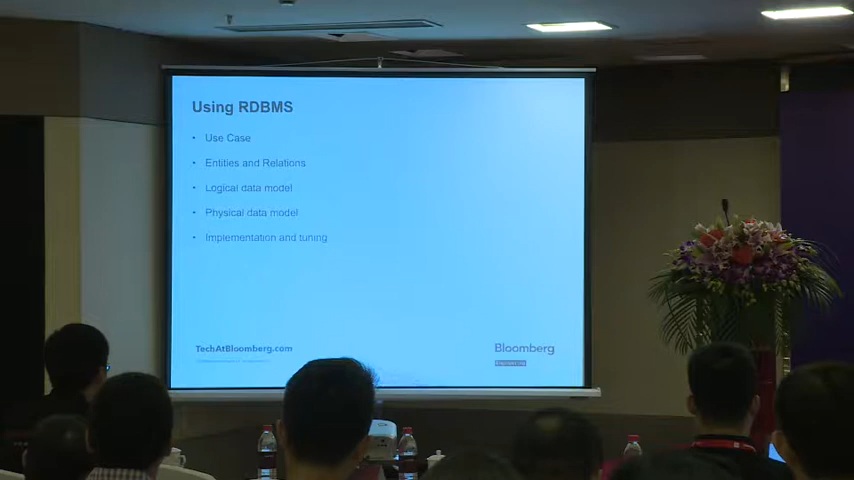 Using RDBMS
• Use Case
• Entities and Relations
• Logical data model
• Physical data model
• Implementation and tuning
TechAtBloomberg.com
Bloomberg
Engineering